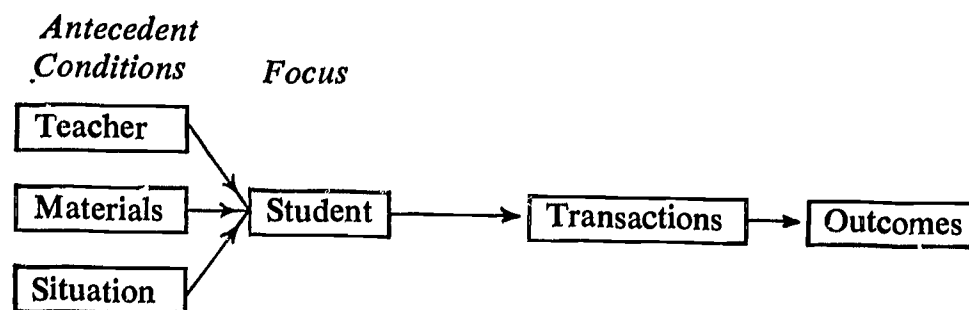 Antecedent
Conditions
Focus
Teacher
Materials
Student
Transactions
Outcomes
Situation